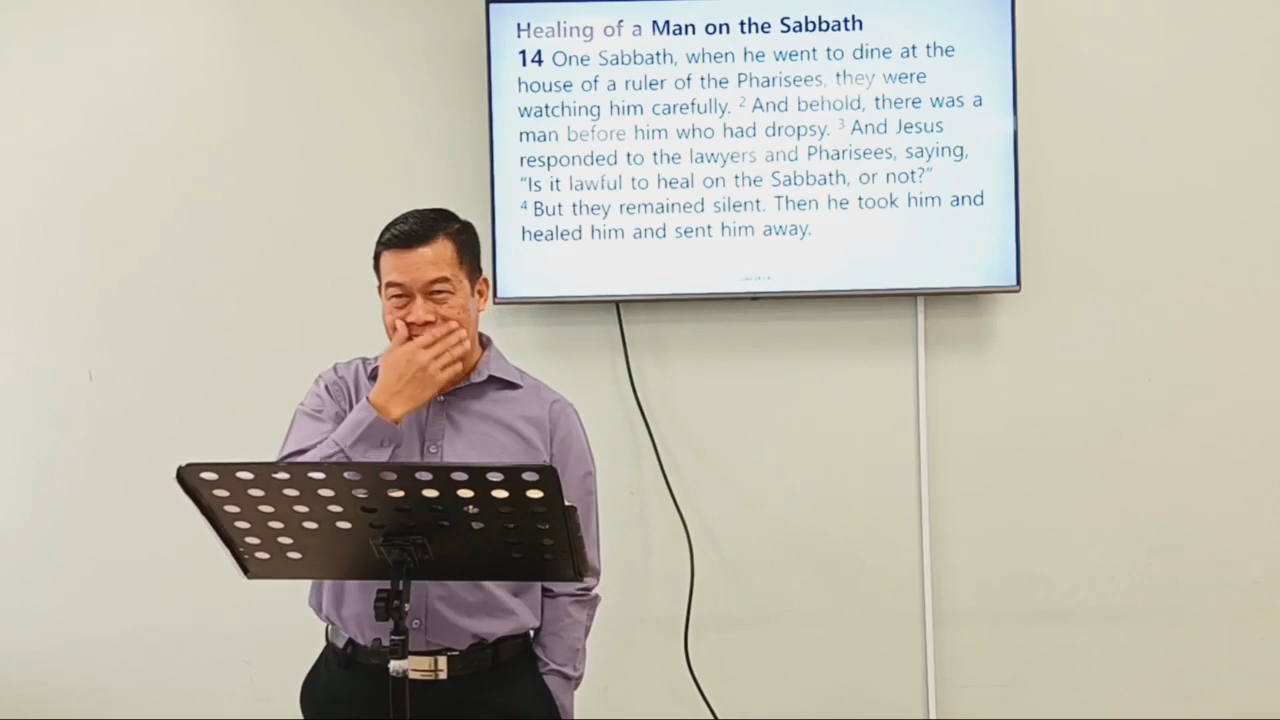 Healing of a Man on the Sabbath
14 One Sabbath, when he went to dine at the
house of a ruler of the Pharisees, they were
watching him carefully. 2 And behold, there was a
man before him who had dropsy. 3 And Jesus
responded to the lawyers and Pharisees, saying,
“Is it lawful to heal on the Sabbath, or not?”
4 But they remained silent. Then he took him and
healed him and sent him away.